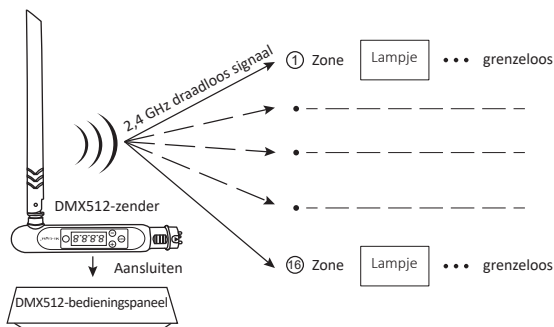 ① Zone Lampje ••• grenzeloos
2,4 GHz draadloos signaal
DMX512-zender
8.8.8.8
Aansluiten
⑯ Zone Lampje ••• grenzeloos
DMX512-bedieningspaneel